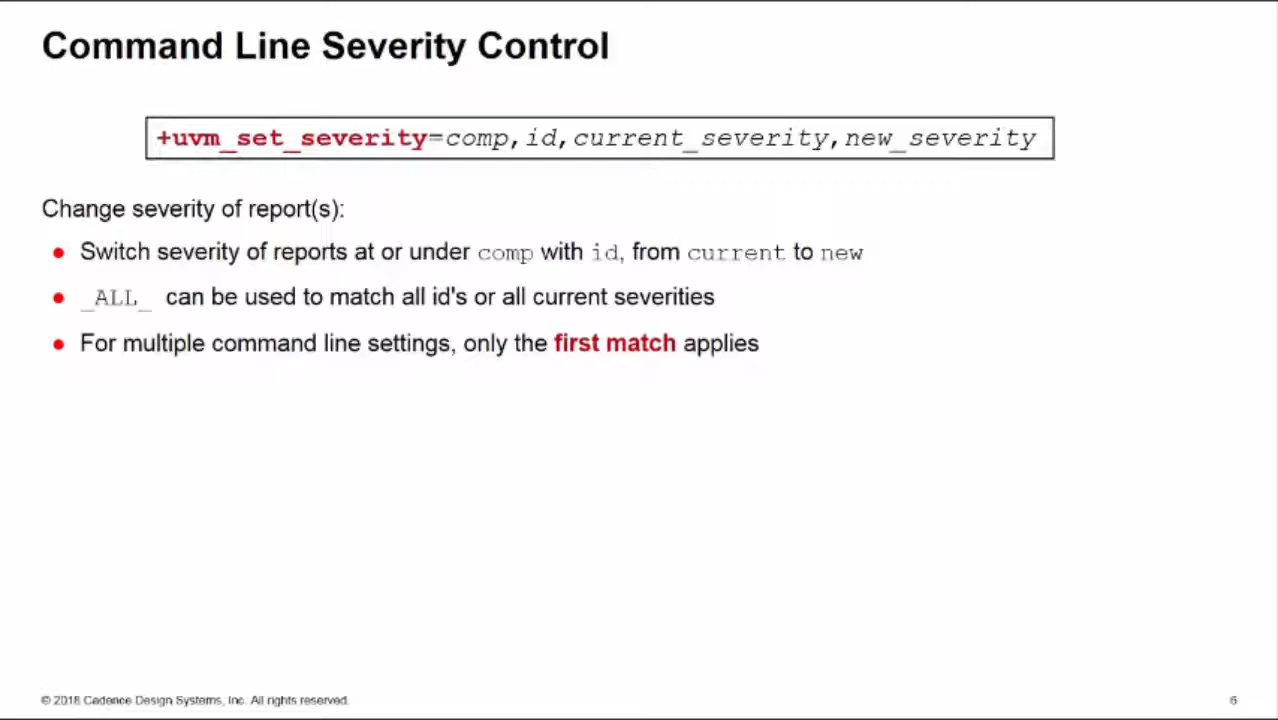 Command Line Severity Control
+uvm_set_severity=comp,id,current_severity,new_severity
Change severity of report(s):
● Switch severity of reports at or under comp with id, from current to new
● _ALL_ can be used to match all id's or all current severities
● For multiple command line settings, only the first match applies
© 2018 Cadence Design Systems, Inc. All rights reserved.
6